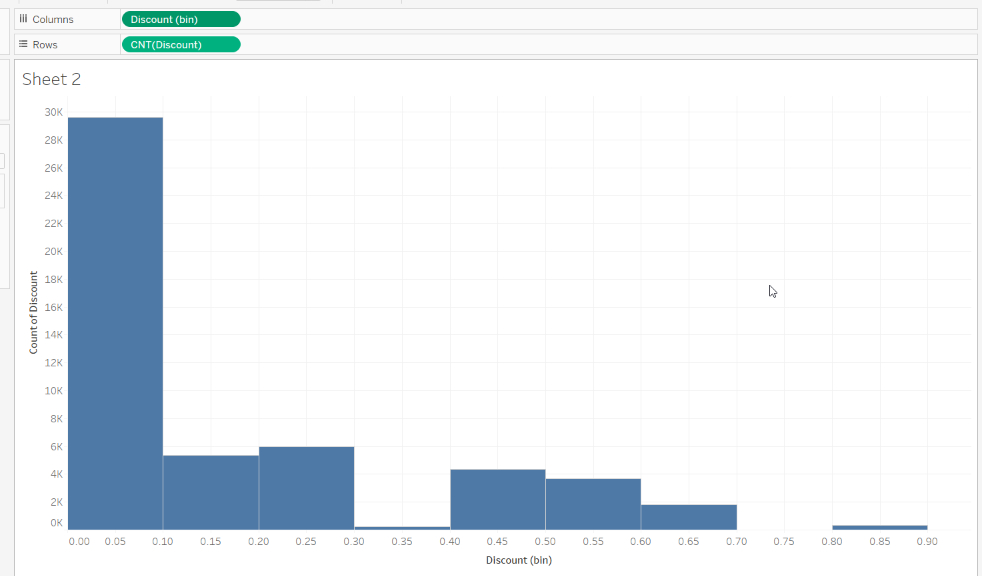 Columns Discount (bin)
Rows CNT(Discount)
Sheet 2
30K
28K
26K
24K
22K
20K
18K
16K
14K
12K
10K
8K
6K
4K
2K
0K
Count of Discount
0.00 0.05 0.10 0.15 0.20 0.25 0.30 0.35 0.40 0.45 0.50 0.55 0.60 0.65 0.70 0.75 0.80 0.85 0.90
Discount (bin)